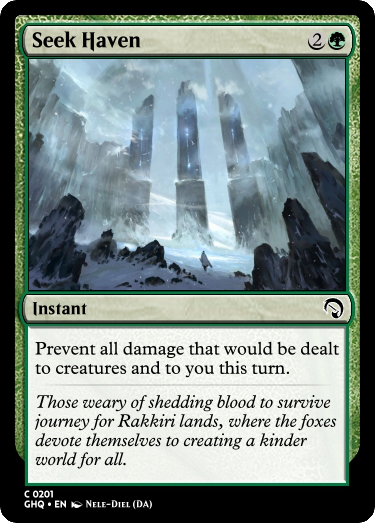 Seek Haven 2
Instant
Prevent all damage that would be dealt
to creatures and to you this turn.
Those weary of shedding blood to survive
journey for Rakkiri lands, where the foxes
devote themselves to creating a kinder
world for all.
C 0201
GHQ • EN Nele-Diel (DA)